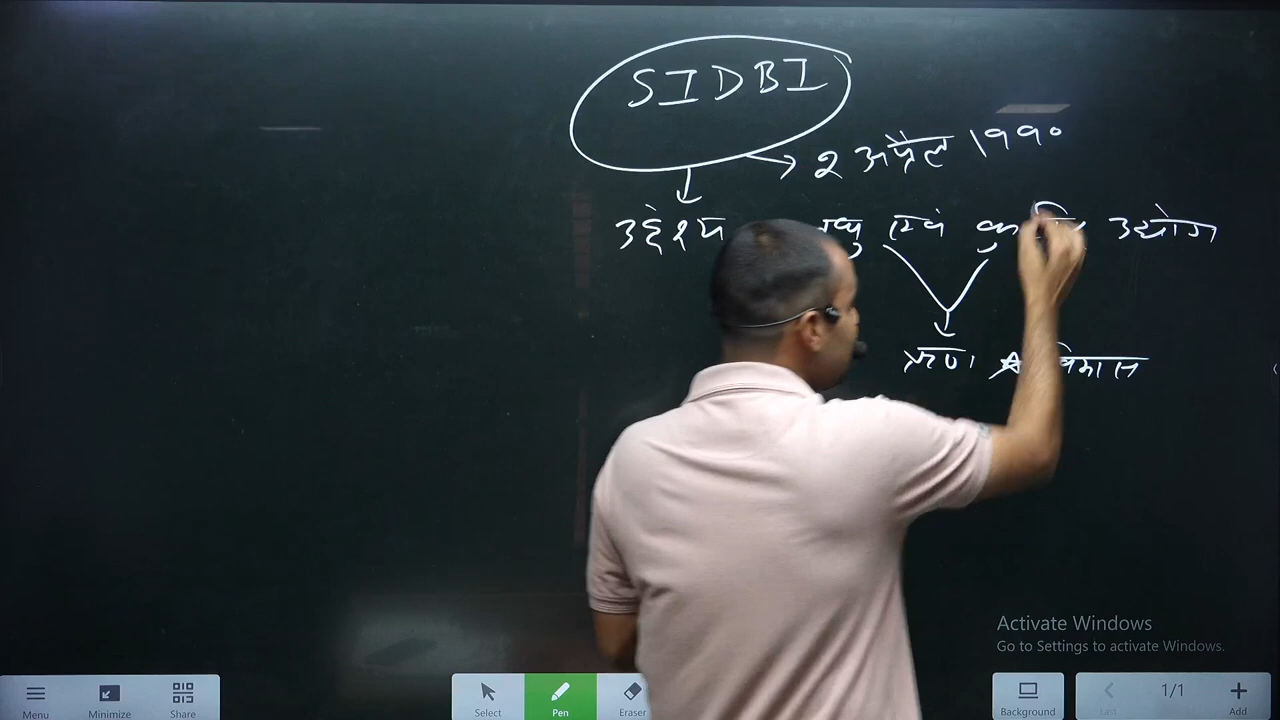 SIDBI
2 अप्रैल 1990
उद्देश्य एवं उद्योग
ऋण विकास
Activate Windows
Go to Settings to activate Windows.
Menu Minimize Share Select Pen Eraser Background Last 1/1 Add